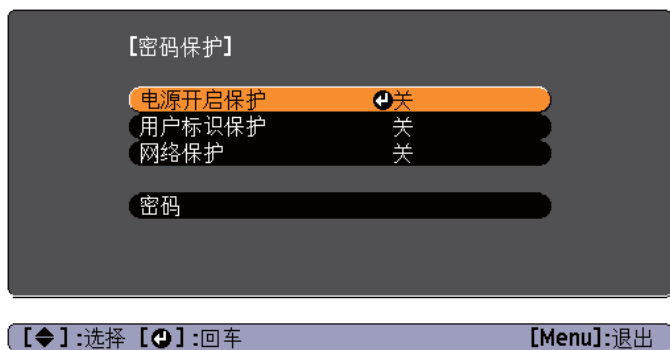 [密码保护]
电源开启保护 关
用户标识保护 关
网络保护 关
密码
[◆]:选择 [⏎]:回车 [Menu]:退出